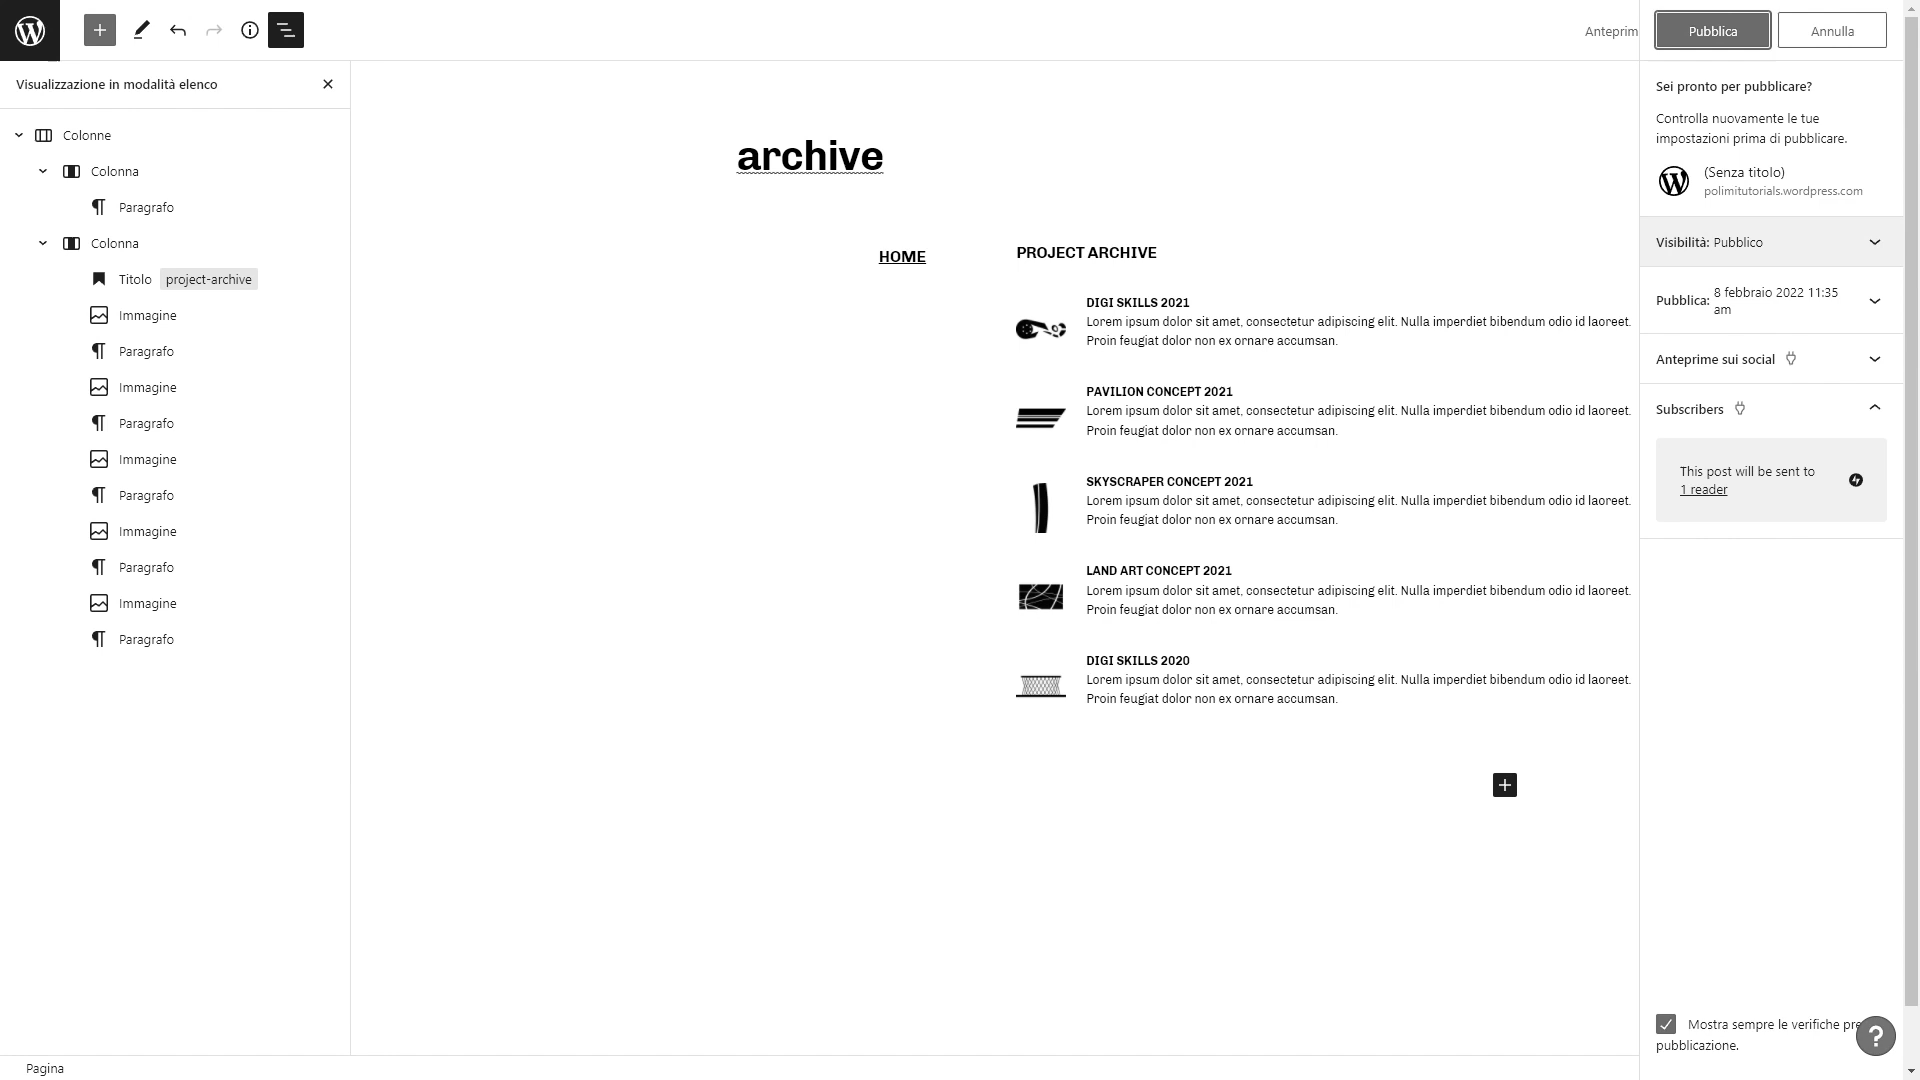 Anteprim
Pubblica
Annulla
Visualizzazione in modalità elenco
Colonne
Colonna
Paragrafo
Colonna
Titolo project-archive
Immagine
Paragrafo
Immagine
Paragrafo
Immagine
Paragrafo
Immagine
Paragrafo
Immagine
Paragrafo
archive
HOME
PROJECT ARCHIVE
DIGI SKILLS 2021
Lorem ipsum dolor sit amet, consectetur adipiscing elit. Nulla imperdiet bibendum odio id laoreet.
Proin feugiat dolor non ex ornare accumsan.
PAVILION CONCEPT 2021
Lorem ipsum dolor sit amet, consectetur adipiscing elit. Nulla imperdiet bibendum odio id laoreet.
Proin feugiat dolor non ex ornare accumsan.
SKYSCRAPER CONCEPT 2021
Lorem ipsum dolor sit amet, consectetur adipiscing elit. Nulla imperdiet bibendum odio id laoreet.
Proin feugiat dolor non ex ornare accumsan.
LAND ART CONCEPT 2021
Lorem ipsum dolor sit amet, consectetur adipiscing elit. Nulla imperdiet bibendum odio id laoreet.
Proin feugiat dolor non ex ornare accumsan.
DIGI SKILLS 2020
Lorem ipsum dolor sit amet, consectetur adipiscing elit. Nulla imperdiet bibendum odio id laoreet.
Proin feugiat dolor non ex ornare accumsan.
Sei pronto per pubblicare?
Controlla nuovamente le tue
impostazioni prima di pubblicare.
(Senza titolo)
polimitutorials.wordpress.com
Visibilità: Pubblico
Pubblica: 8 febbraio 2022 11:35
am
Anteprime sui social
Subscribers
This post will be sent to
1 reader
Mostra sempre le verifiche pre
pubblicazione.
?
Pagina